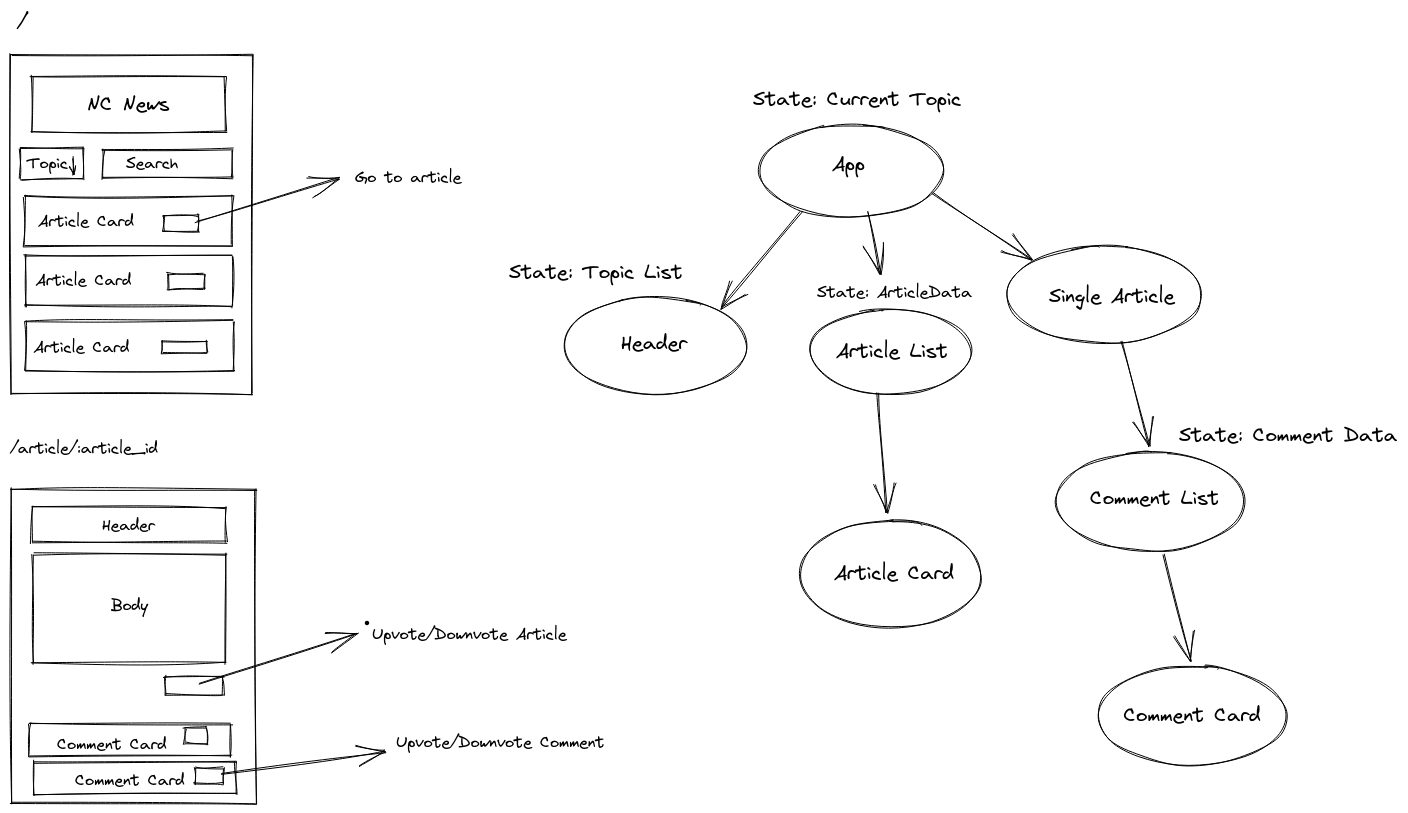 /
NC News
Topic↓
Search
Article Card
Go to article
Article Card
Article Card
/article/:article_id
Header
Body
Upvote/Downvote Article
Comment Card
Upvote/Downvote Comment
Comment Card
State: Current Topic
App
State: Topic List
Header
State: ArticleData
Article List
Single Article
Article Card
State: Comment Data
Comment List
Comment Card